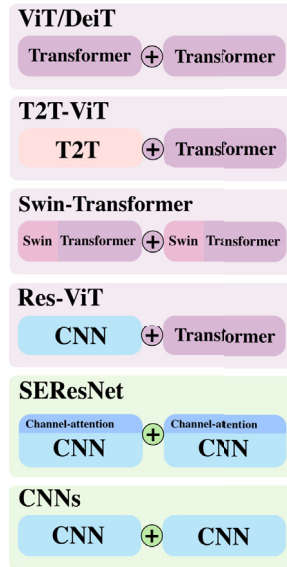 ViT/DeiT
Transformer + Transformer
T2T-ViT
T2T + Transformer
Swin-Transformer
Swin Transformer + Swin Transformer
Res-ViT
CNN + Transformer
SEResNet
Channel-attention Channel-attention
CNN + CNN
CNNs
CNN + CNN